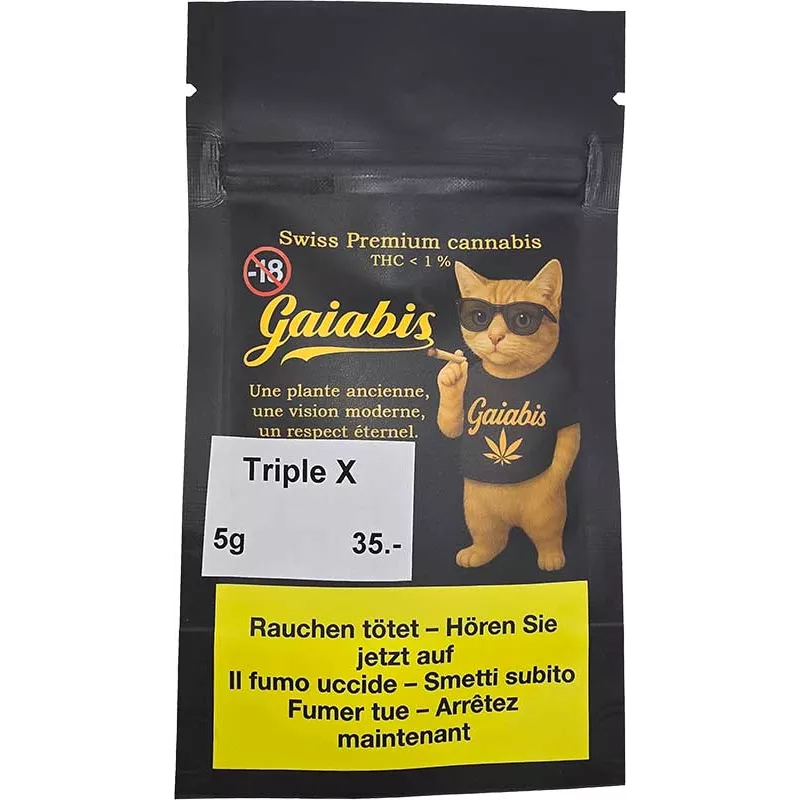 Swiss Premium cannabis
THC < 1 %
-18
Gaiabis
Une plante ancienne,
une vision moderne,
un respect éternel.
Gaiabis
Triple X
5g 35.-
Rauchen tötet – Hören Sie
jetzt auf
Il fumo uccide – Smetti subito
Fumer tue – Arrêtez
maintenant